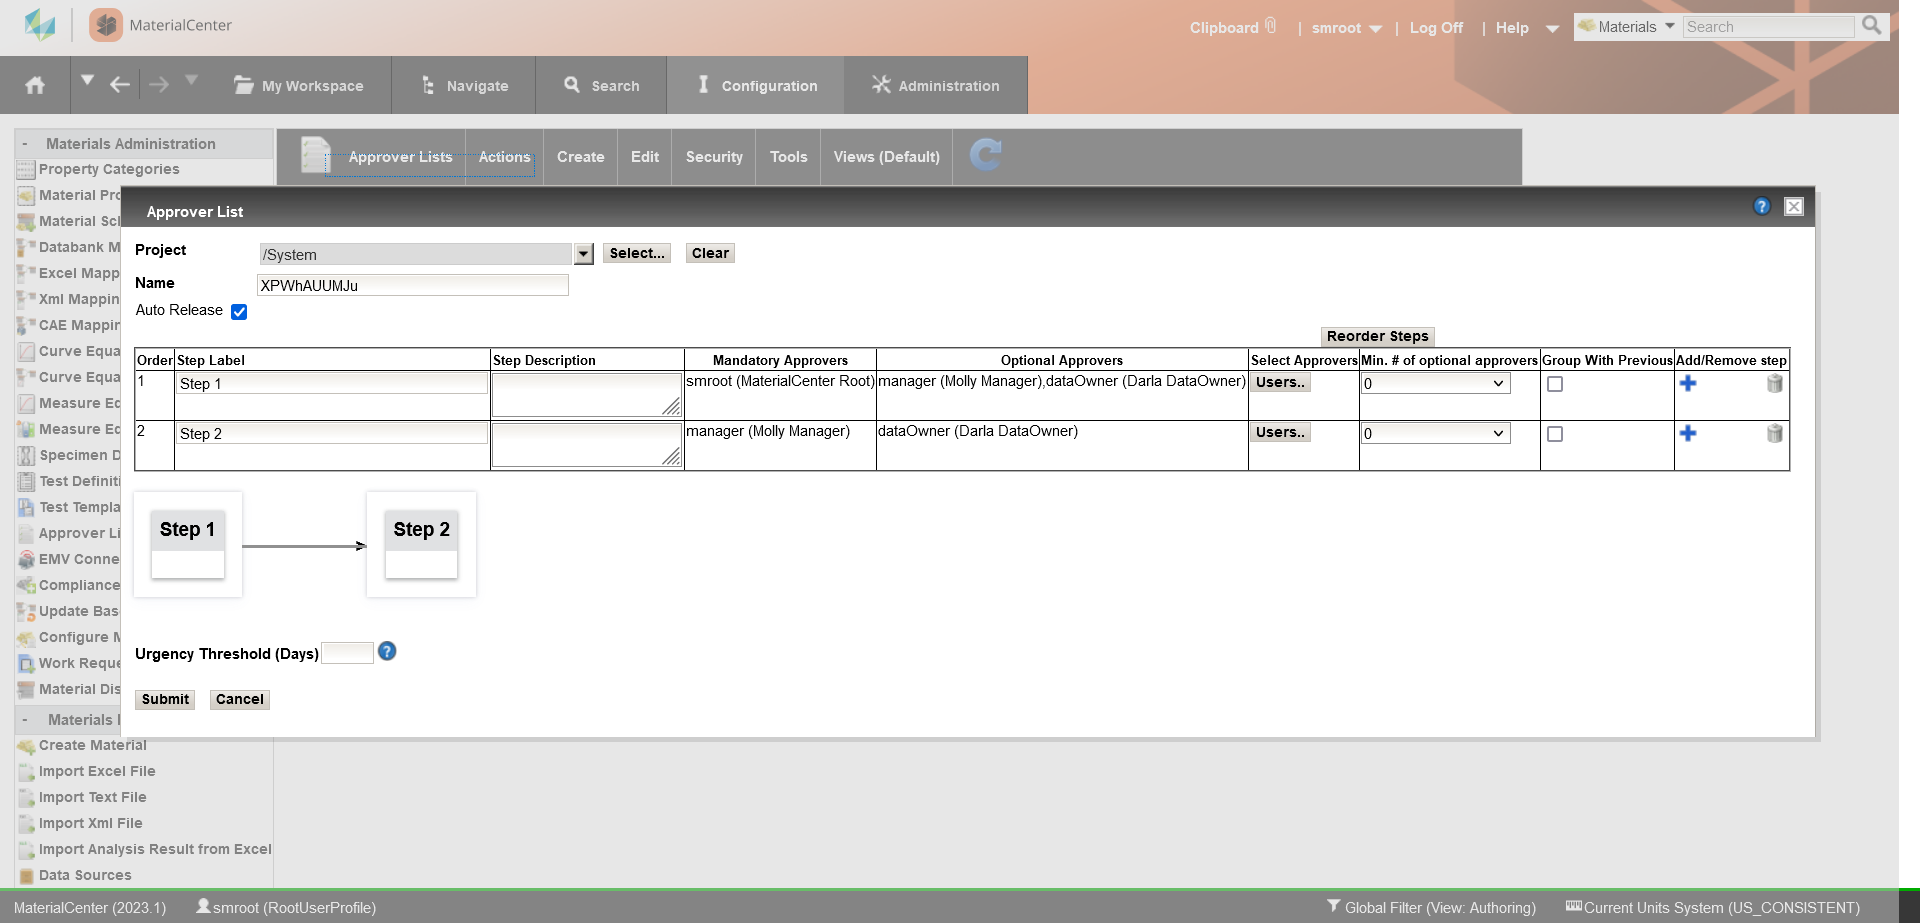 MaterialCenter
Clipboard | smroot | Log Off | Help Materials Search
My Workspace Navigate Search Configuration Administration
- Materials Administration
Approver Lists Actions Create Edit Security Tools Views (Default)
Property Categories
Material Pro
Material Sc
Databank M
Excel Mapp
Xml Mappin
CAE Mappin
Curve Equa
Curve Equa
Measure Ec
Measure Ec
Specimen D
Test Definiti
Test Templa
Approver Li
EMV Conne
Compliance
Update Bas
Configure M
Work Reque
Material Dis
- Materials
Create Material
Import Excel File
Import Text File
Import Xml File
Import Analysis Result from Excel
Data Sources
Approver List
Project /System Select... Clear
Name XPWhAUUMJu
Auto Release
Reorder Steps
Order Step Label Step Description Mandatory Approvers Optional Approvers Select Approvers Min. # of optional approvers Group With Previous Add/Remove step
1 Step 1 smroot (MaterialCenter Root) manager (Molly Manager),dataOwner (Darla DataOwner) Users.. 0
2 Step 2 manager (Molly Manager) dataOwner (Darla DataOwner) Users.. 0
Step 1 Step 2
Urgency Threshold (Days)
Submit Cancel
MaterialCenter (2023.1) smroot (RootUserProfile) Global Filter (View: Authoring) Current Units System (US_CONSISTENT)